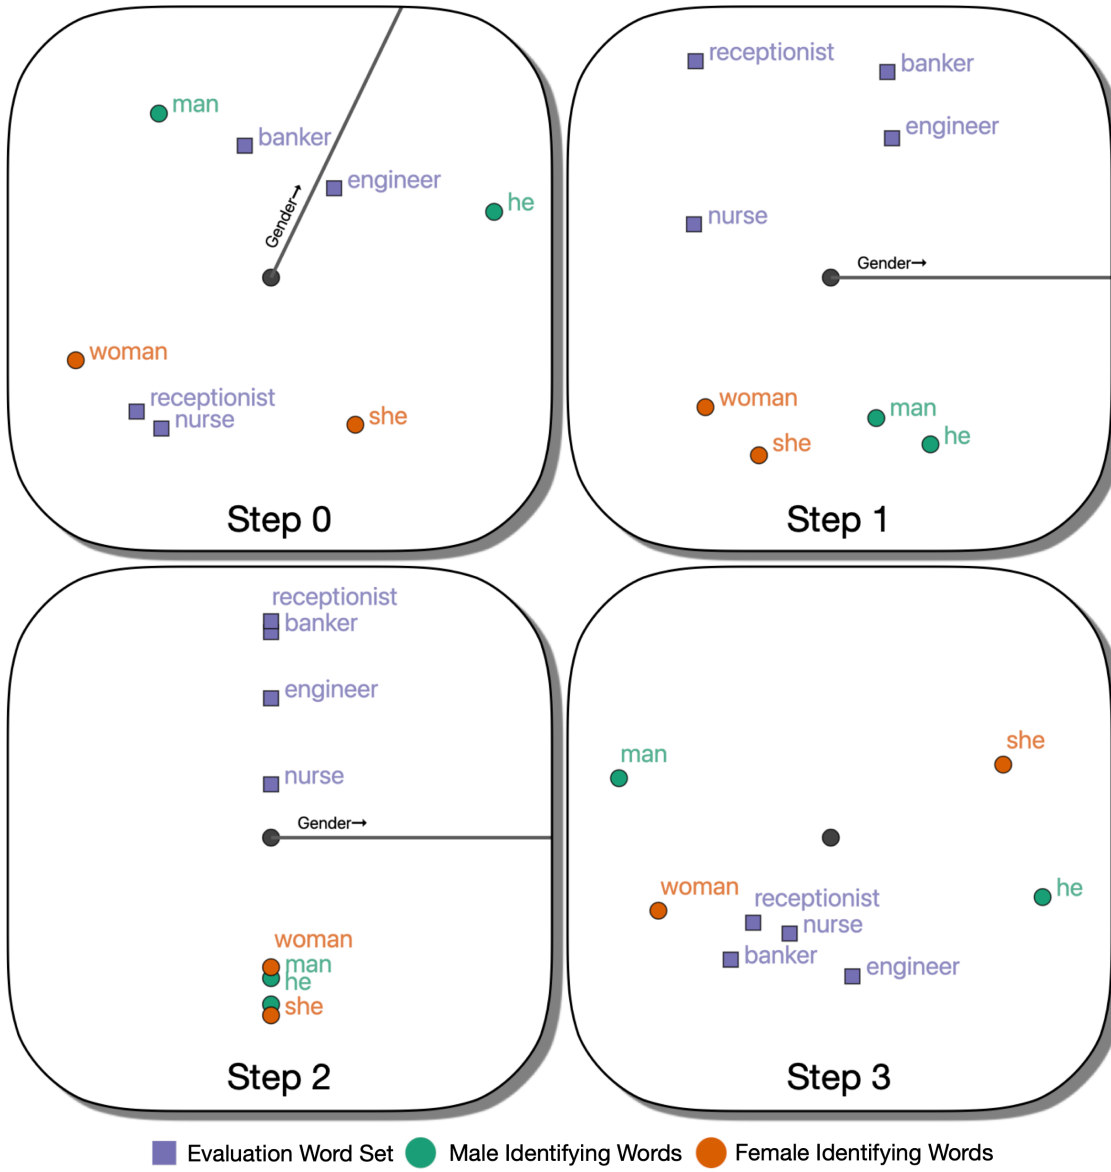 man
banker
engineer
he
Gender→
woman
receptionist
nurse
she
Step 0
receptionist
banker
engineer
nurse
Gender→
woman
man
he
she
Step 1
receptionist
banker
engineer
nurse
Gender→
woman
man
he
she
Step 2
she
man
woman
he
receptionist
nurse
banker
engineer
Step 3
Evaluation Word Set
Male Identifying Words
Female Identifying Words